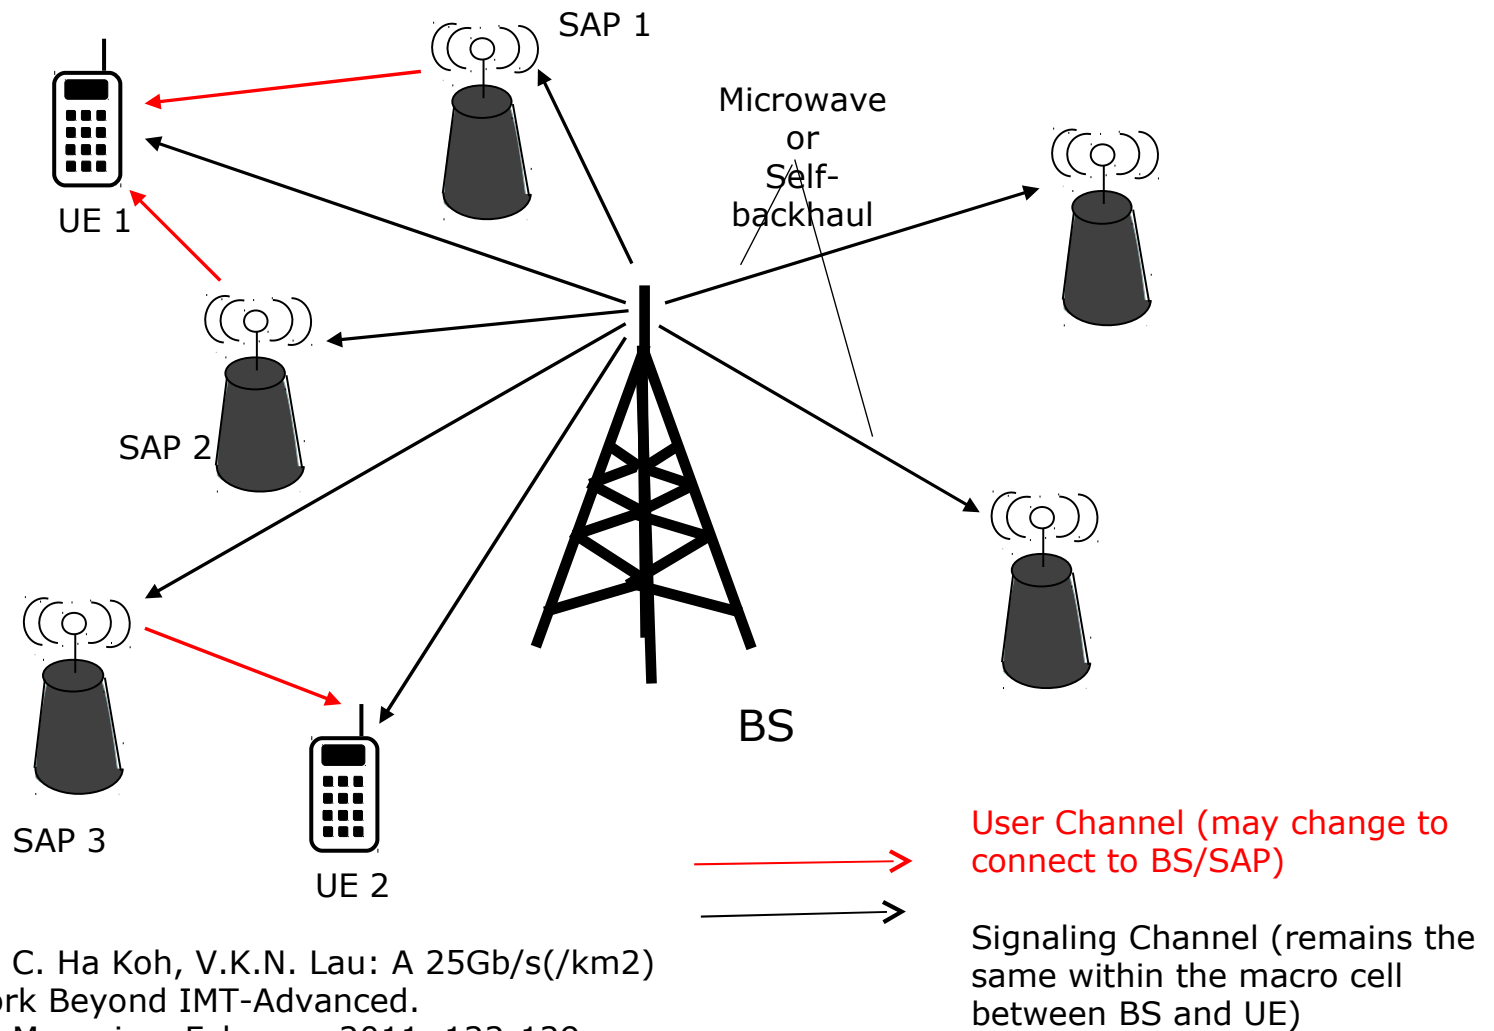 SAP 1
Microwave
or
Self-
backhaul
UE 1
SAP 2
SAP 3
BS
UE 2
User Channel (may change to
connect to BS/SAP)
Signaling Channel (remains the
same within the macro cell
between BS and UE)
C. Ha Koh, V.K.N. Lau: A 25Gb/s(/km2)
Beyond IMT-Advanced.